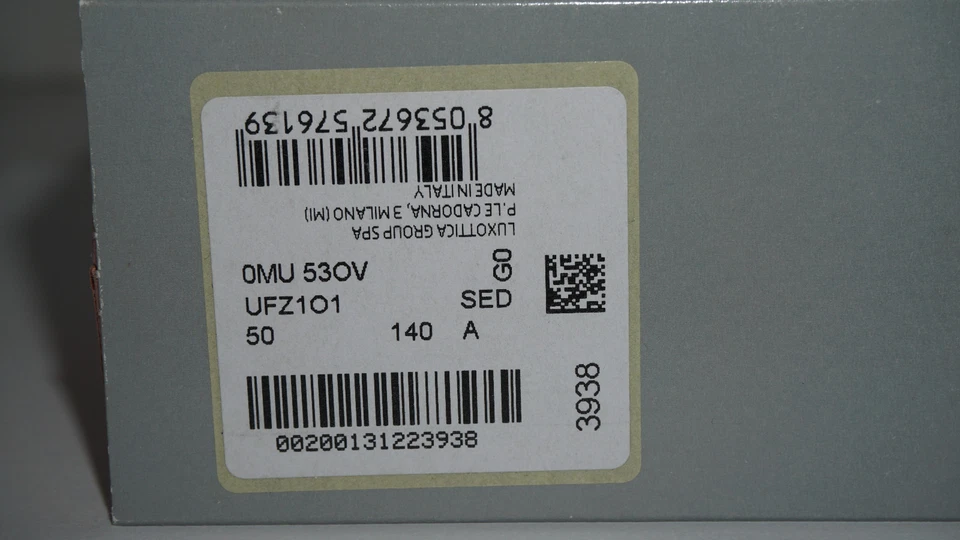 8 053672 576139
LUXOTTICA GROUP SPA
P.LE CADORNA, 3 MILANO (MI)
MADE IN ITALY
0MU 53OV G0
UFZ1O1 SED
50 140 A
3938
00200131223938